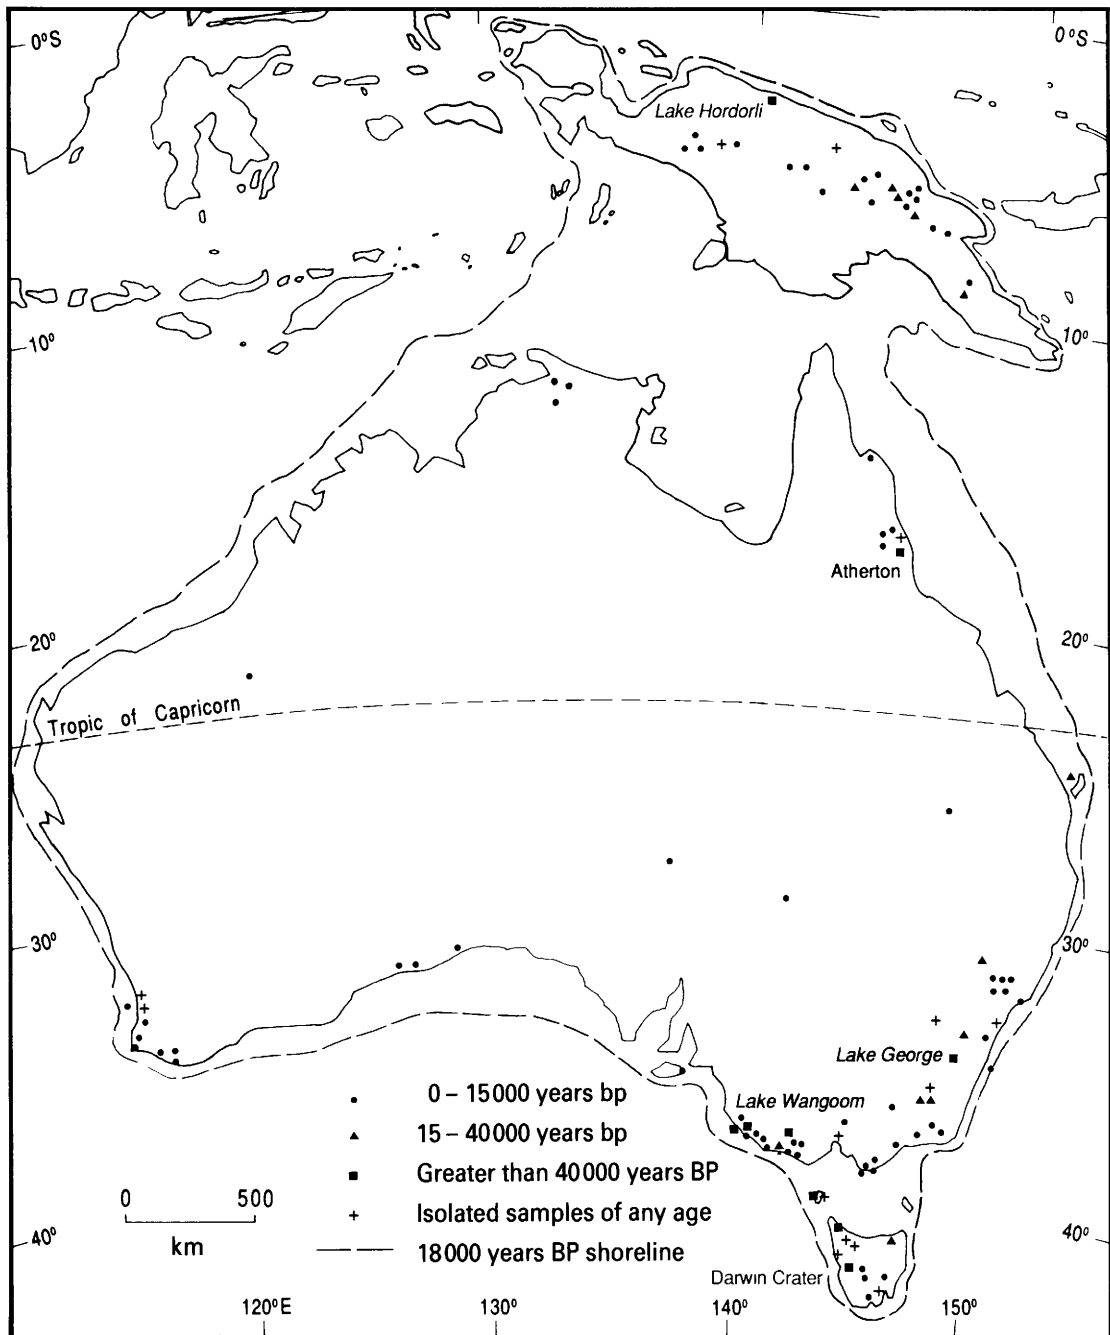 0°S
0°S
Lake Hordorli
10°
10°
Atherton
20°
20°
Tropic of Capricorn
30°
30°
Lake George
0 – 15000 years bp
Lake Wangoom
15 – 40000 years bp
Greater than 40000 years BP
0 500
Isolated samples of any age
km
18000 years BP shoreline
40°
40°
Darwin Crater
120°E
130°
140°
150°